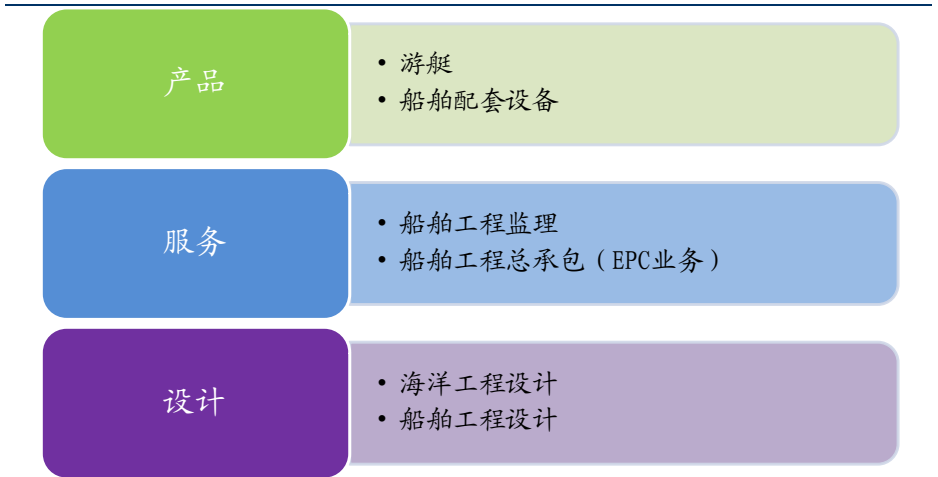 产品
• 游艇
• 船舶配套设备
服务
• 船舶工程监理
• 船舶工程总承包（EPC业务）
设计
• 海洋工程设计
• 船舶工程设计